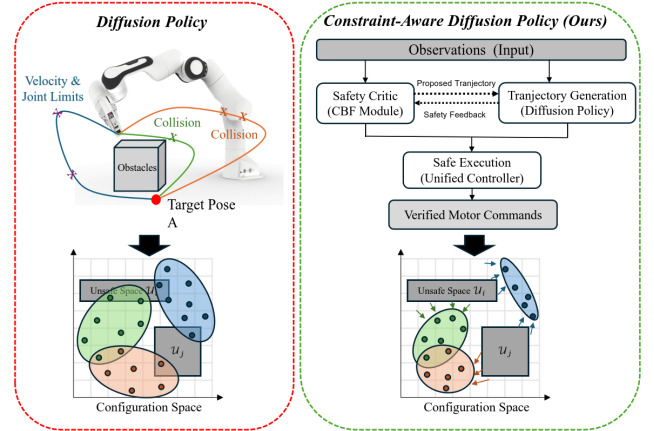 Diffusion Policy
Velocity &
Joint Limits
Collision
Collision
Obstacles
Target Pose
A
Unsafe Space 𝒰ᵢ
𝒰ⱼ
Configuration Space
Constraint-Aware Diffusion Policy (Ours)
Observations (Input)
Safety Critic
(CBF Module)
Proposed Tranjectory
Safety Feedback
Tranjectory Generation
(Diffusion Policy)
Safe Execution
(Unified Controller)
Verified Motor Commands
Unsafe Space 𝒰ᵢ
𝒰ⱼ
Configuration Space